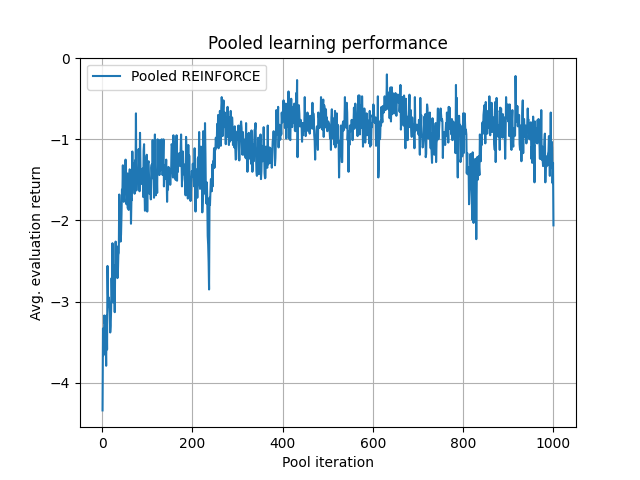 Pooled learning performance
Pooled REINFORCE
0
−1
−2
−3
−4
Avg. evaluation return
0 200 400 600 800 1000
Pool iteration